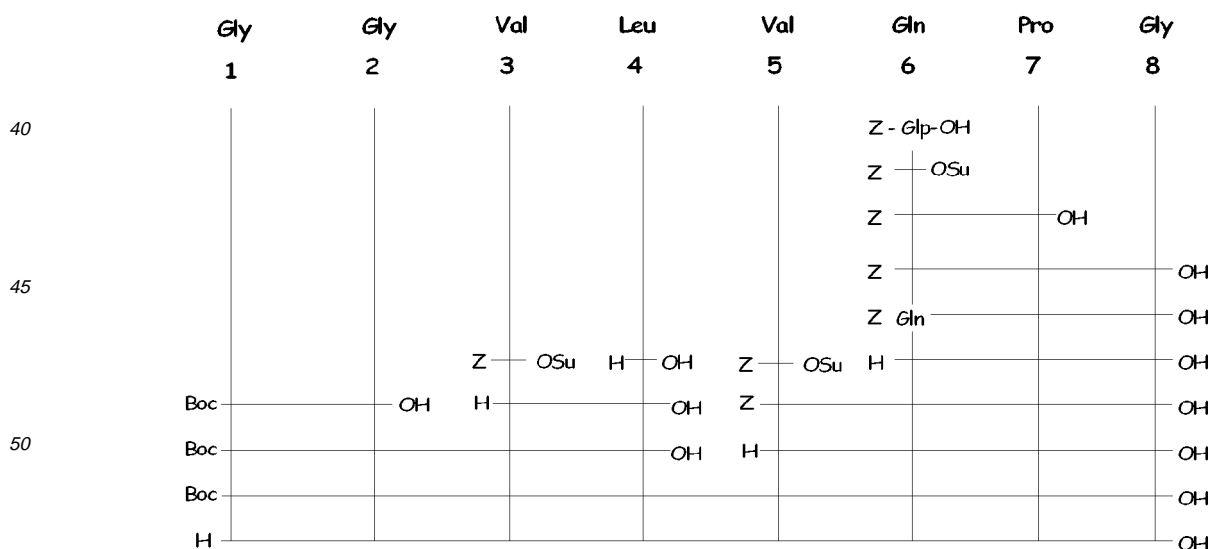 Gly Gly Val Leu Val Gln Pro Gly
1 2 3 4 5 6 7 8
40 Z - Glp-OH
Z OSu
Z OH
45 Z OH
Z Gln OH
Z OSu H OH Z OSu H OH
Boc OH H OH Z OH
50 Boc OH H OH
Boc OH
H OH